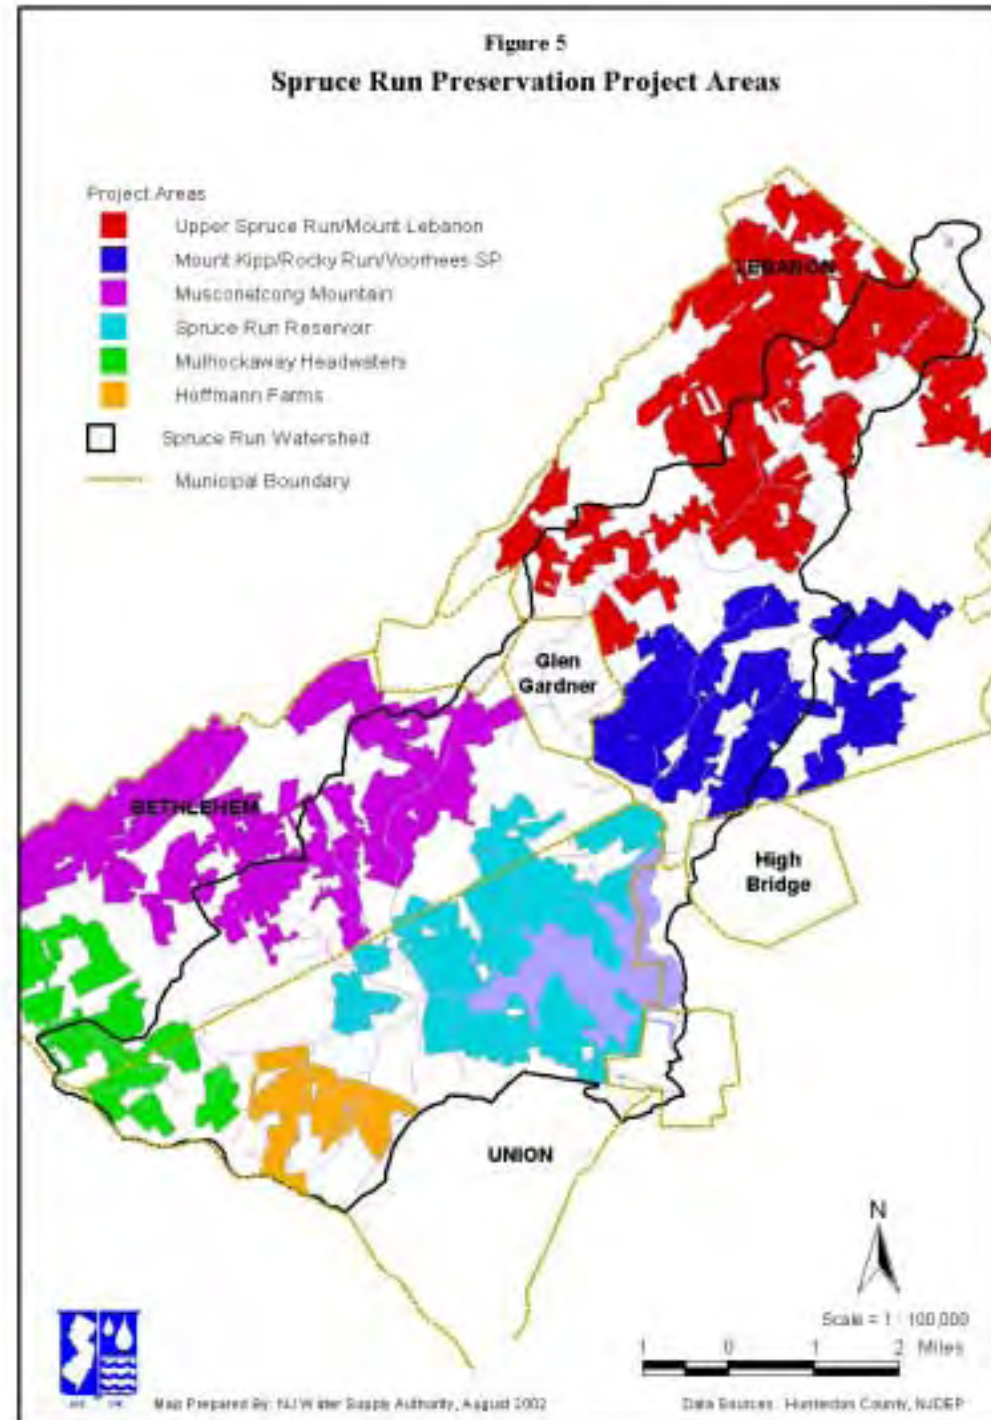 Figure 5
Spruce Run Preservation Project Areas
Project Areas
Upper Spruce Run/Mount Lebanon
Mount Kipp/Rocky Run/Voorhees SP
Musconetcong Mountain
Spruce Run Reservoir
Mulhockaway Headwaters
Hoffmann Farms
Spruce Run Watershed
Municipal Boundary
LEBANON
Glen
Gardner
BETHLEHEM
High
Bridge
UNION
N
Scale = 1 : 100,000
1 0 1 2 Miles
Map Prepared By: NJ Water Supply Authority, August 2002
Data Sources: Hunterdon County, NJDEP